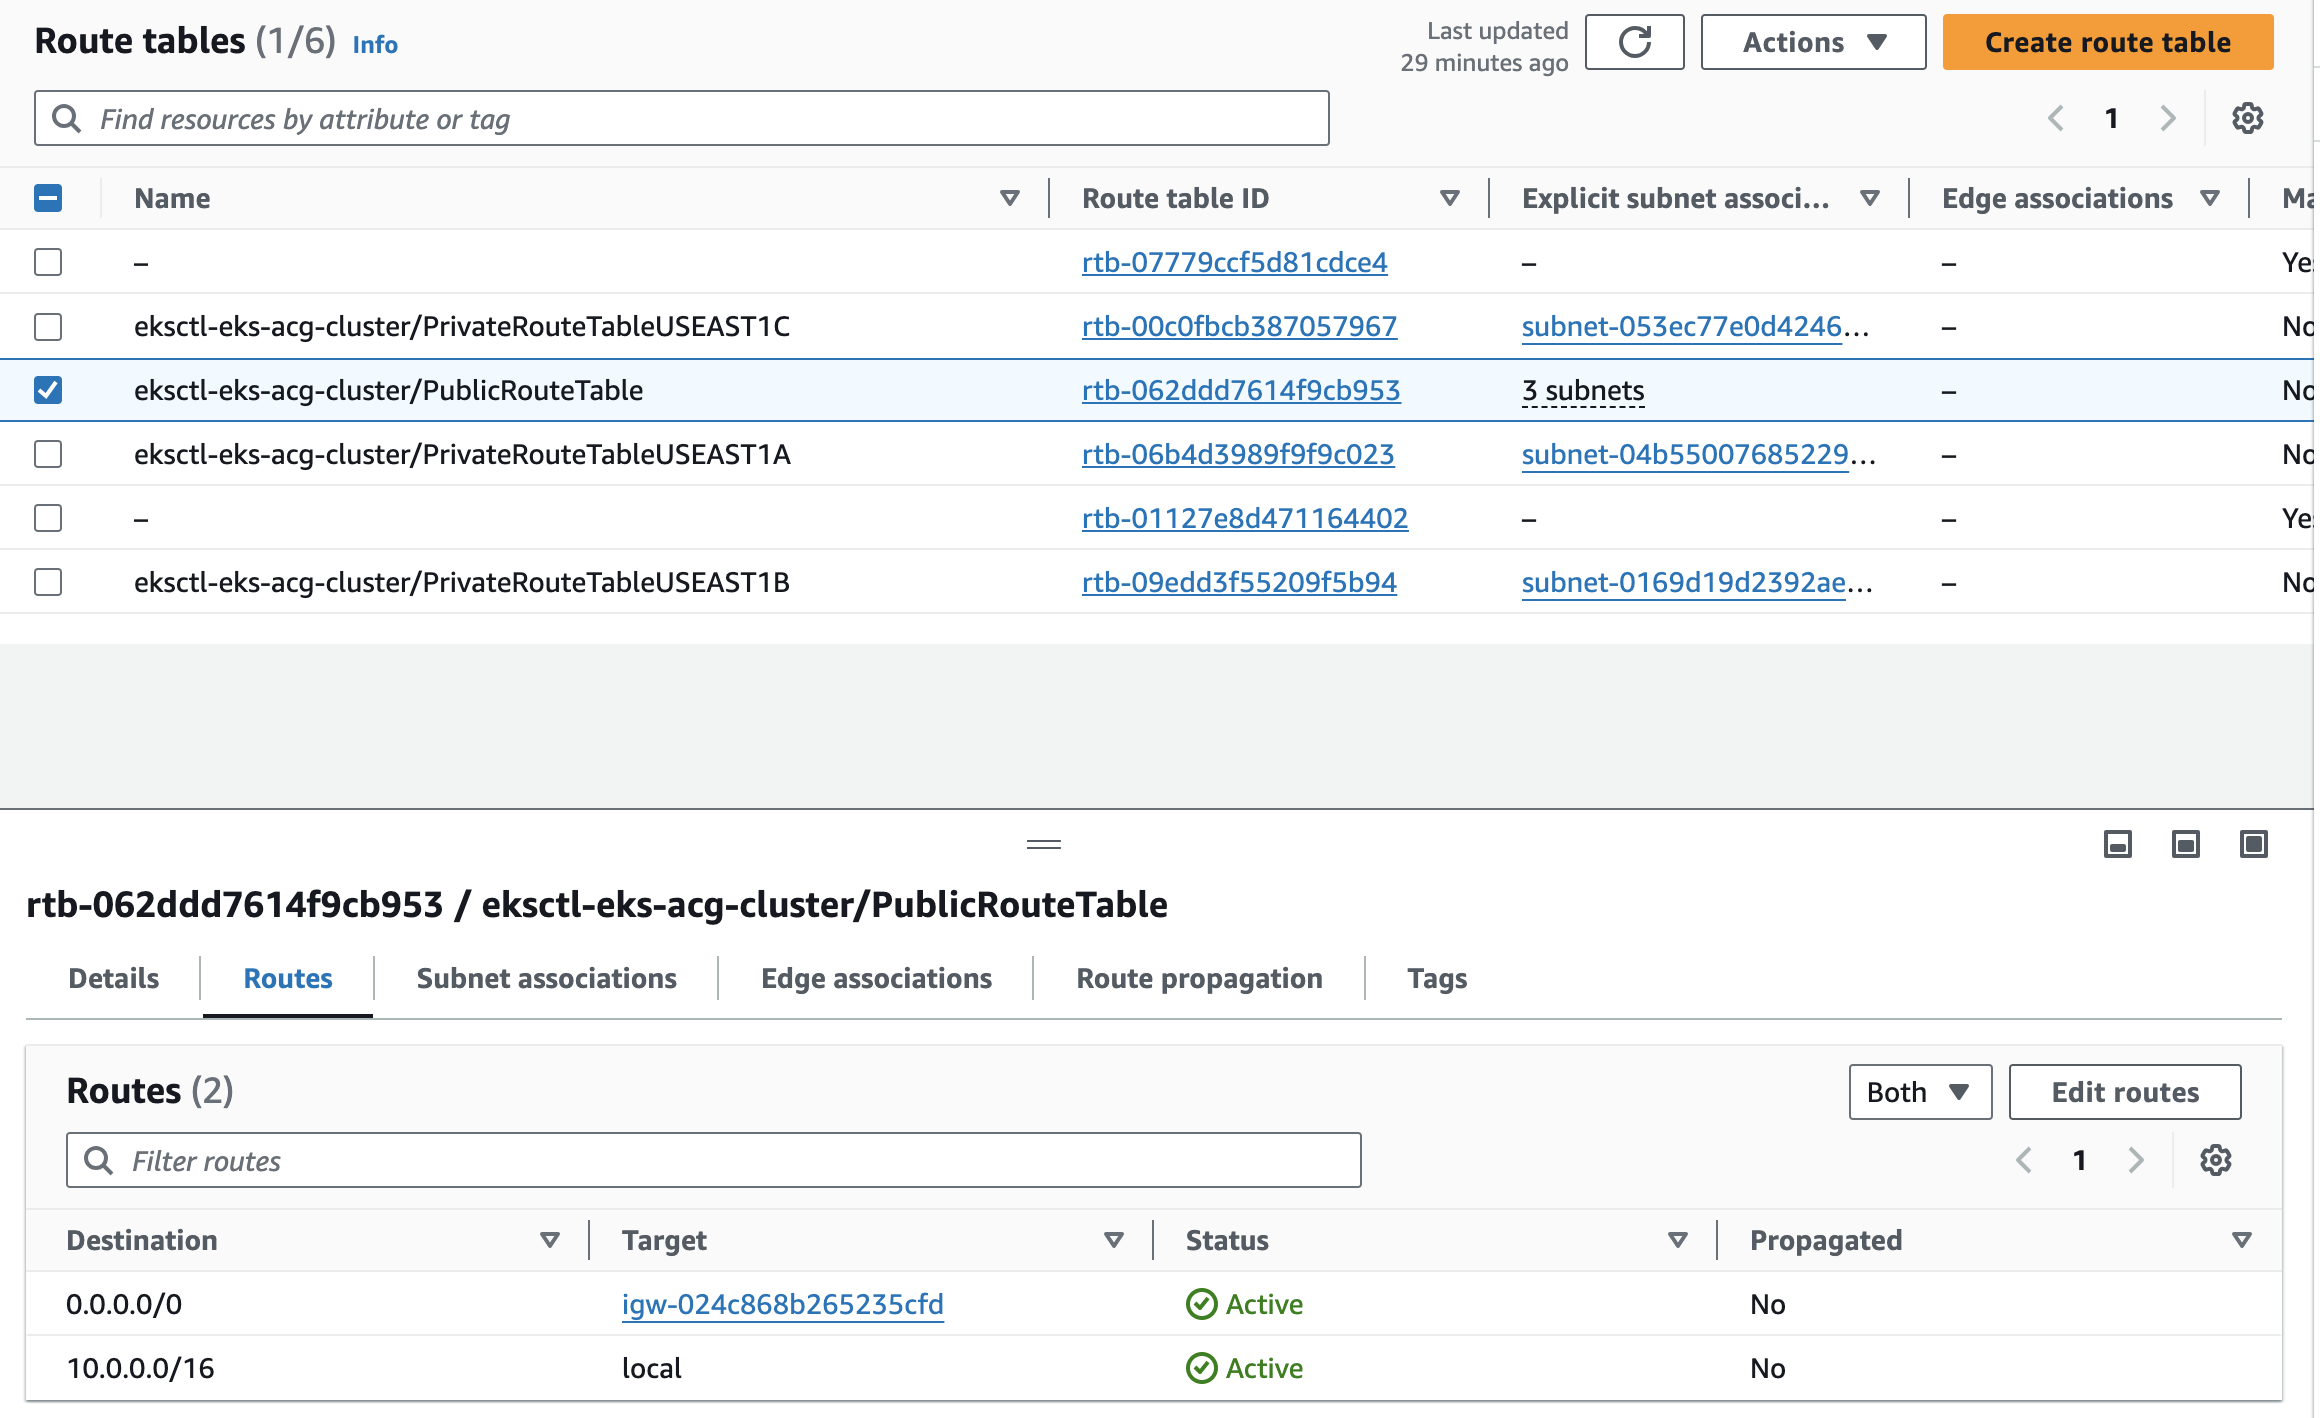 Route tables (1/6) Info
Last updated
29 minutes ago
Actions
Create route table
Find resources by attribute or tag
1
Name Route table ID Explicit subnet associ... Edge associations Ma
– rtb-07779ccf5d81cdce4 – – Yes
eksctl-eks-acg-cluster/PrivateRouteTableUSEAST1C rtb-00c0fbcb387057967 subnet-053ec77e0d4246... – No
eksctl-eks-acg-cluster/PublicRouteTable rtb-062ddd7614f9cb953 3 subnets – No
eksctl-eks-acg-cluster/PrivateRouteTableUSEAST1A rtb-06b4d3989f9f9c023 subnet-04b55007685229... – No
– rtb-01127e8d471164402 – – Yes
eksctl-eks-acg-cluster/PrivateRouteTableUSEAST1B rtb-09edd3f55209f5b94 subnet-0169d19d2392ae... – No
rtb-062ddd7614f9cb953 / eksctl-eks-acg-cluster/PublicRouteTable
Details Routes Subnet associations Edge associations Route propagation Tags
Routes (2)
Both
Edit routes
Filter routes
1
Destination Target Status Propagated
0.0.0.0/0 igw-024c868b265235cfd Active No
10.0.0.0/16 local Active No